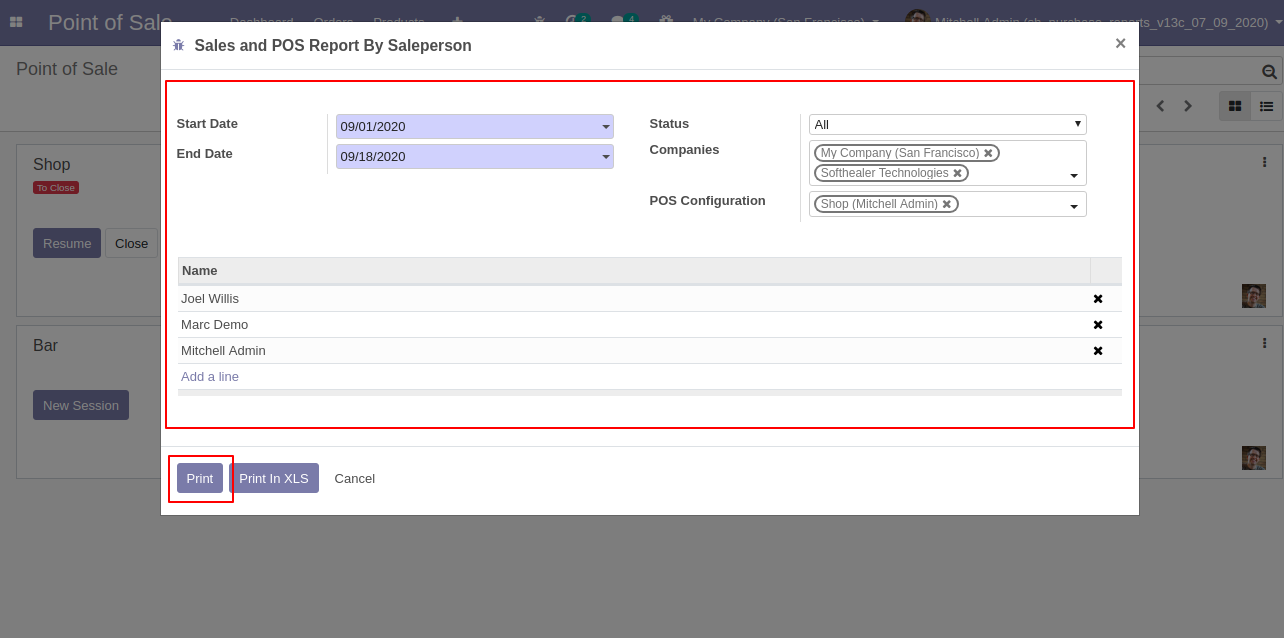 Point of Sale
Dashboard Orders Products 2 4 My Company (San Francisco) Mitchell Admin (sh_purchase_reports_v13c_07_09_2020)
Sales and POS Report By Saleperson ×
Point of Sale
Start Date 09/01/2020
End Date 09/18/2020
Status All
Companies My Company (San Francisco)
Softhealer Technologies
POS Configuration Shop (Mitchell Admin)
Shop
To Close
Resume Close
Name
Joel Willis
Marc Demo
Mitchell Admin
Add a line
Bar
New Session
Print Print In XLS Cancel